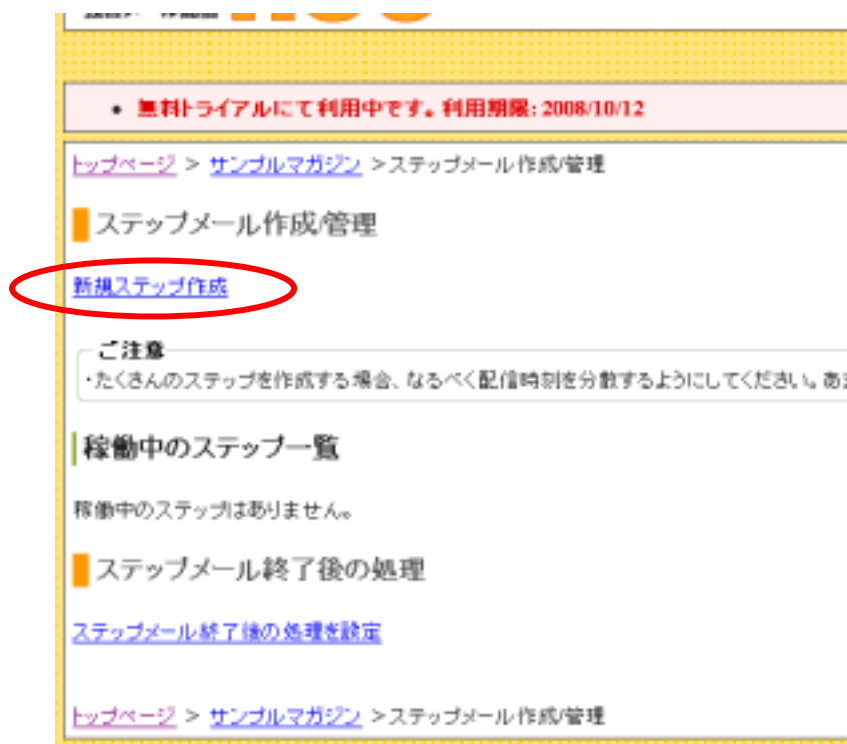 • 無料トライアルにて利用中です。利用期限: 2008/10/12
トップページ > サンプルマガジン >ステップメール作成/管理
ステップメール作成/管理
新規ステップ作成
ご注意
・たくさんのステップを作成する場合、なるべく配信時刻を分散するようにしてください。あま
稼働中のステップ一覧
稼働中のステップはありません。
ステップメール終了後の処理
ステップメール終了後の処理を設定
トップページ > サンプルマガジン >ステップメール作成/管理